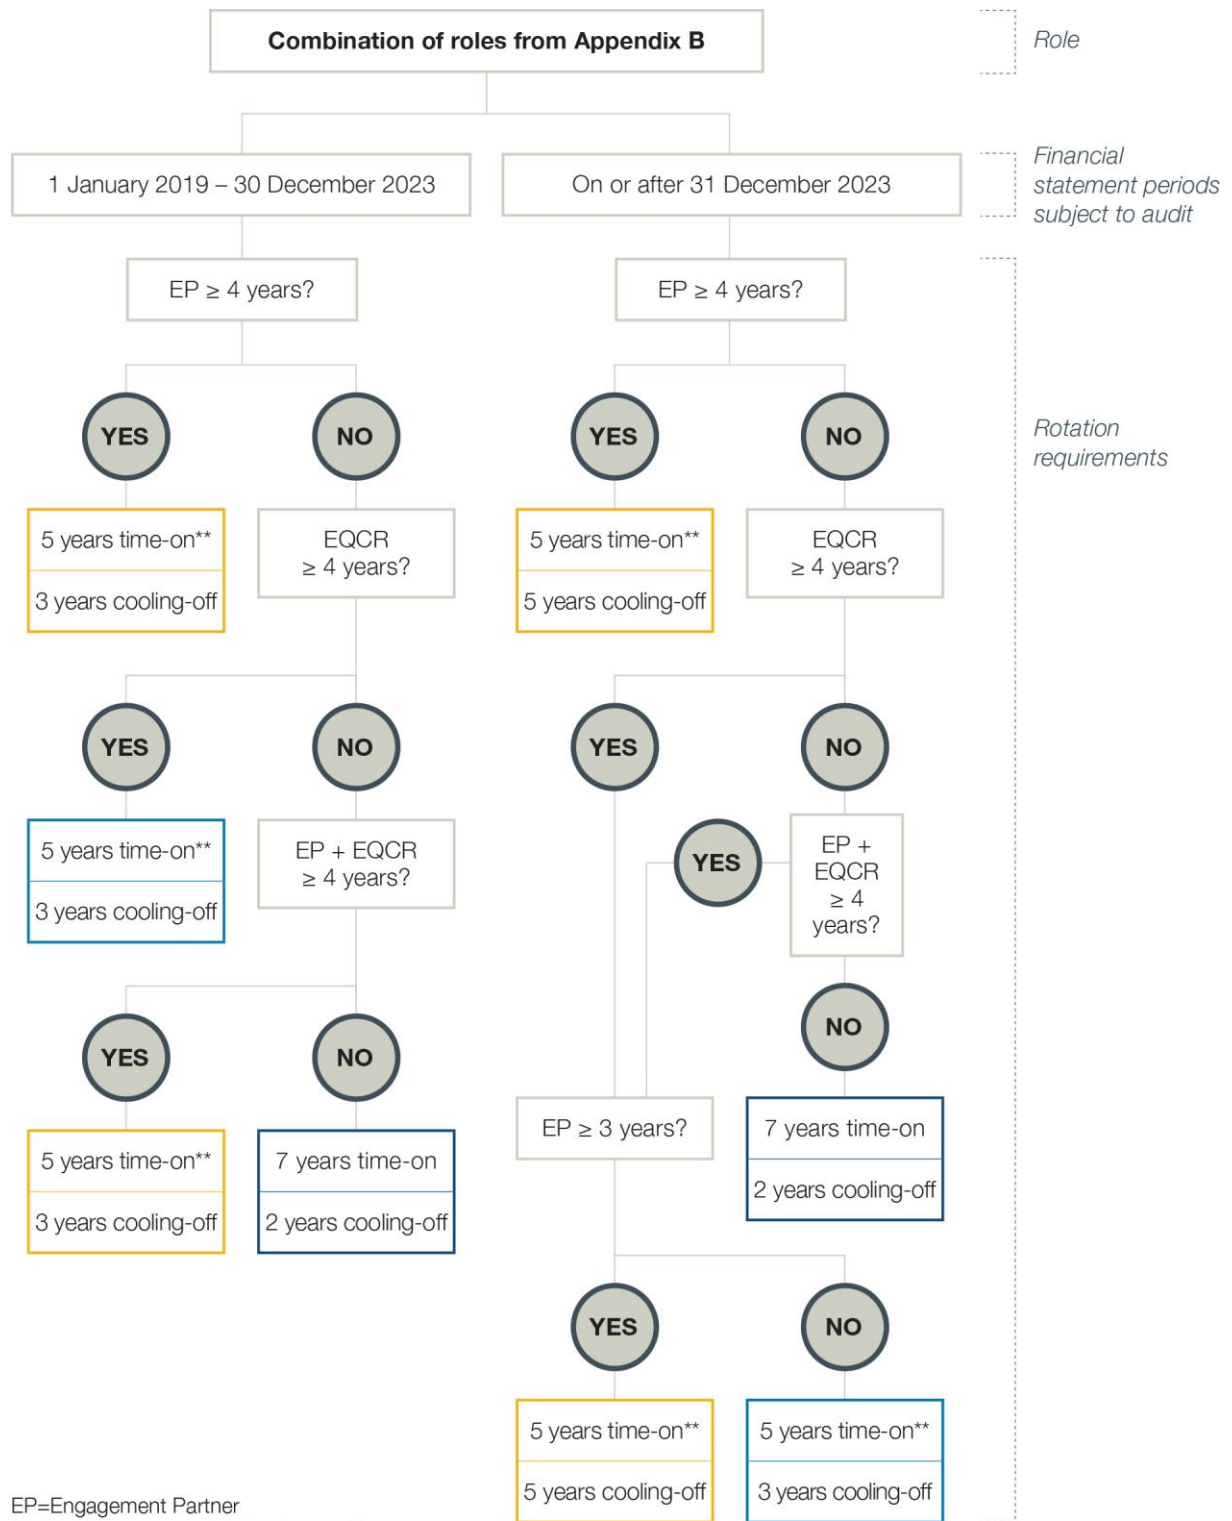 Combination of roles from Appendix B
Role
1 January 2019 – 30 December 2023
On or after 31 December 2023
Financial
statement periods
subject to audit
EP ≥ 4 years?
EP ≥ 4 years?
YES
NO
YES
NO
Rotation
requirements
5 years time-on**
3 years cooling-off
EQCR
≥ 4 years?
5 years time-on**
5 years cooling-off
EQCR
≥ 4 years?
YES
NO
YES
NO
5 years time-on**
3 years cooling-off
EP + EQCR
≥ 4 years?
YES
EP +
EQCR
≥ 4
years?
YES
NO
NO
5 years time-on**
3 years cooling-off
7 years time-on
2 years cooling-off
EP ≥ 3 years?
7 years time-on
2 years cooling-off
YES
NO
5 years time-on**
5 years cooling-off
5 years time-on**
3 years cooling-off
EP=Engagement Partner